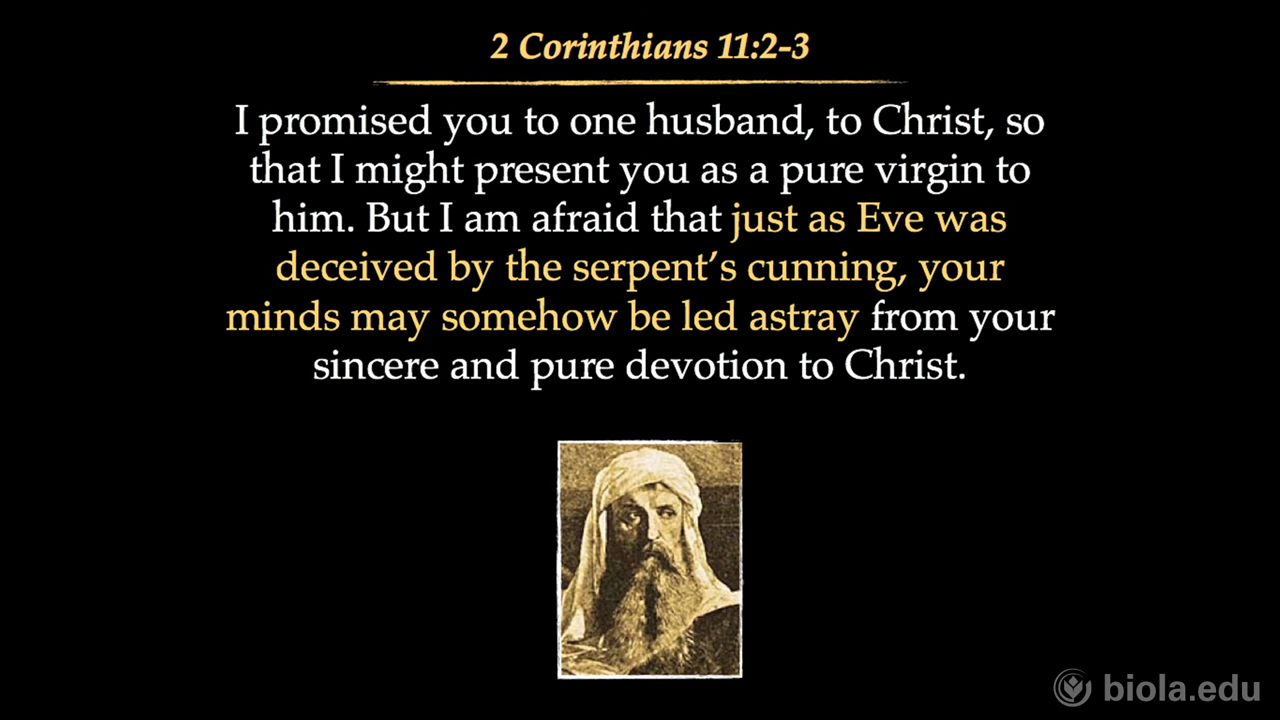 2 Corinthians 11:2-3
I promised you to one husband, to Christ, so
that I might present you as a pure virgin to
him. But I am afraid that just as Eve was
deceived by the serpent’s cunning, your
minds may somehow be led astray from your
sincere and pure devotion to Christ.
biola.edu